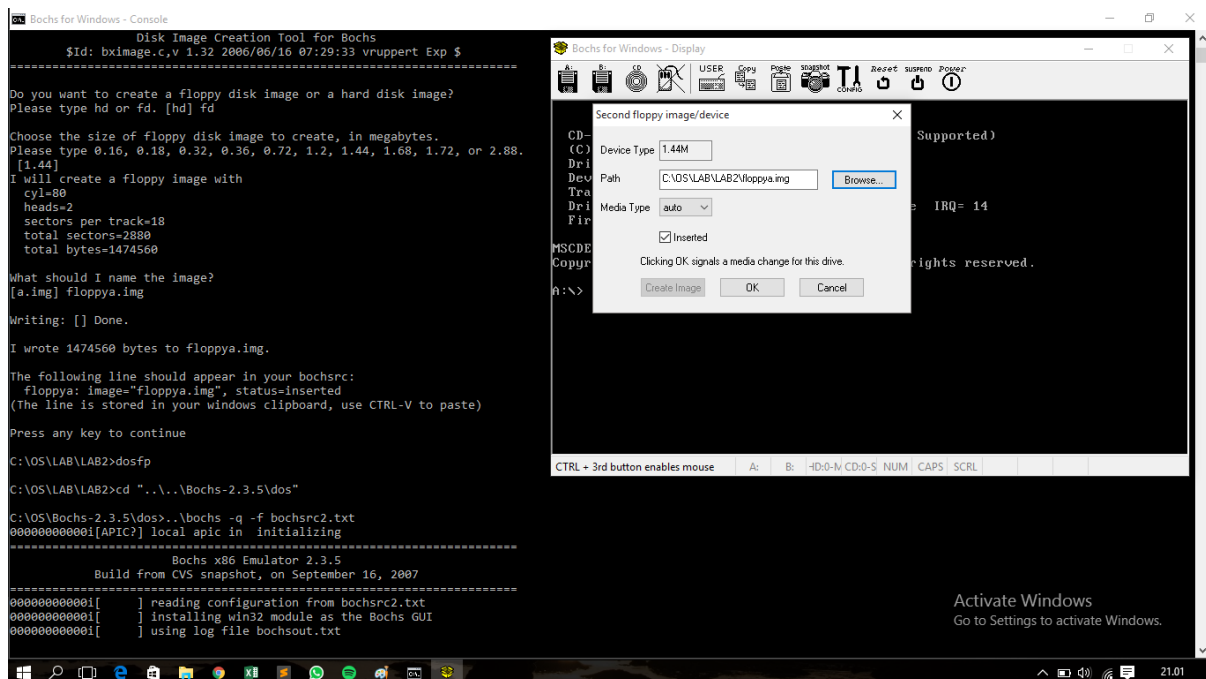 Bochs for Windows - Console
Disk Image Creation Tool for Bochs
$Id: bximage.c,v 1.32 2006/06/16 07:29:33 vruppert Exp $
========================================================================
Do you want to create a floppy disk image or a hard disk image?
Please type hd or fd. [hd] fd
Choose the size of floppy disk image to create, in megabytes.
Please type 0.16, 0.18, 0.32, 0.36, 0.72, 1.2, 1.44, 1.68, 1.72, or 2.88.
[1.44]
I will create a floppy image with
cyl=80
heads=2
sectors per track=18
total sectors=2880
total bytes=1474560
What should I name the image?
[a.img] floppya.img
Writing: [] Done.
I wrote 1474560 bytes to floppya.img.
The following line should appear in your bochsrc:
floppya: image="floppya.img", status=inserted
(The line is stored in your windows clipboard, use CTRL-V to paste)
Press any key to continue
C:\OS\LAB\LAB2>dosfp
C:\OS\LAB\LAB2>cd "..\..\Bochs-2.3.5\dos"
C:\OS\Bochs-2.3.5\dos>..\bochs -q -f bochsrc2.txt
00000000000i[APIC?] local apic in  initializing
========================================================================
Bochs x86 Emulator 2.3.5
Build from CVS snapshot, on September 16, 2007
========================================================================
00000000000i[     ] reading configuration from bochsrc2.txt
00000000000i[     ] installing win32 module as the Bochs GUI
00000000000i[     ] using log file bochsout.txt
Bochs for Windows - Display
A: B: CD USER Copy Paste snapshot CONFIG Reset SUSPEND Power
CD- Supported)
(C)
Dri
Dev
Tra
Dri e IRQ= 14
Fir
MSCDE
Copyr rights reserved.
A:\>
Second floppy image/device
Device Type 1.44M
Path C:\OS\LAB\LAB2\floppya.img Browse...
Media Type auto
Inserted
Clicking OK signals a media change for this drive.
Create Image OK Cancel
CTRL + 3rd button enables mouse A: B: HD:0-M CD:0-S NUM CAPS SCRL
Activate Windows
Go to Settings to activate Windows.
21.01